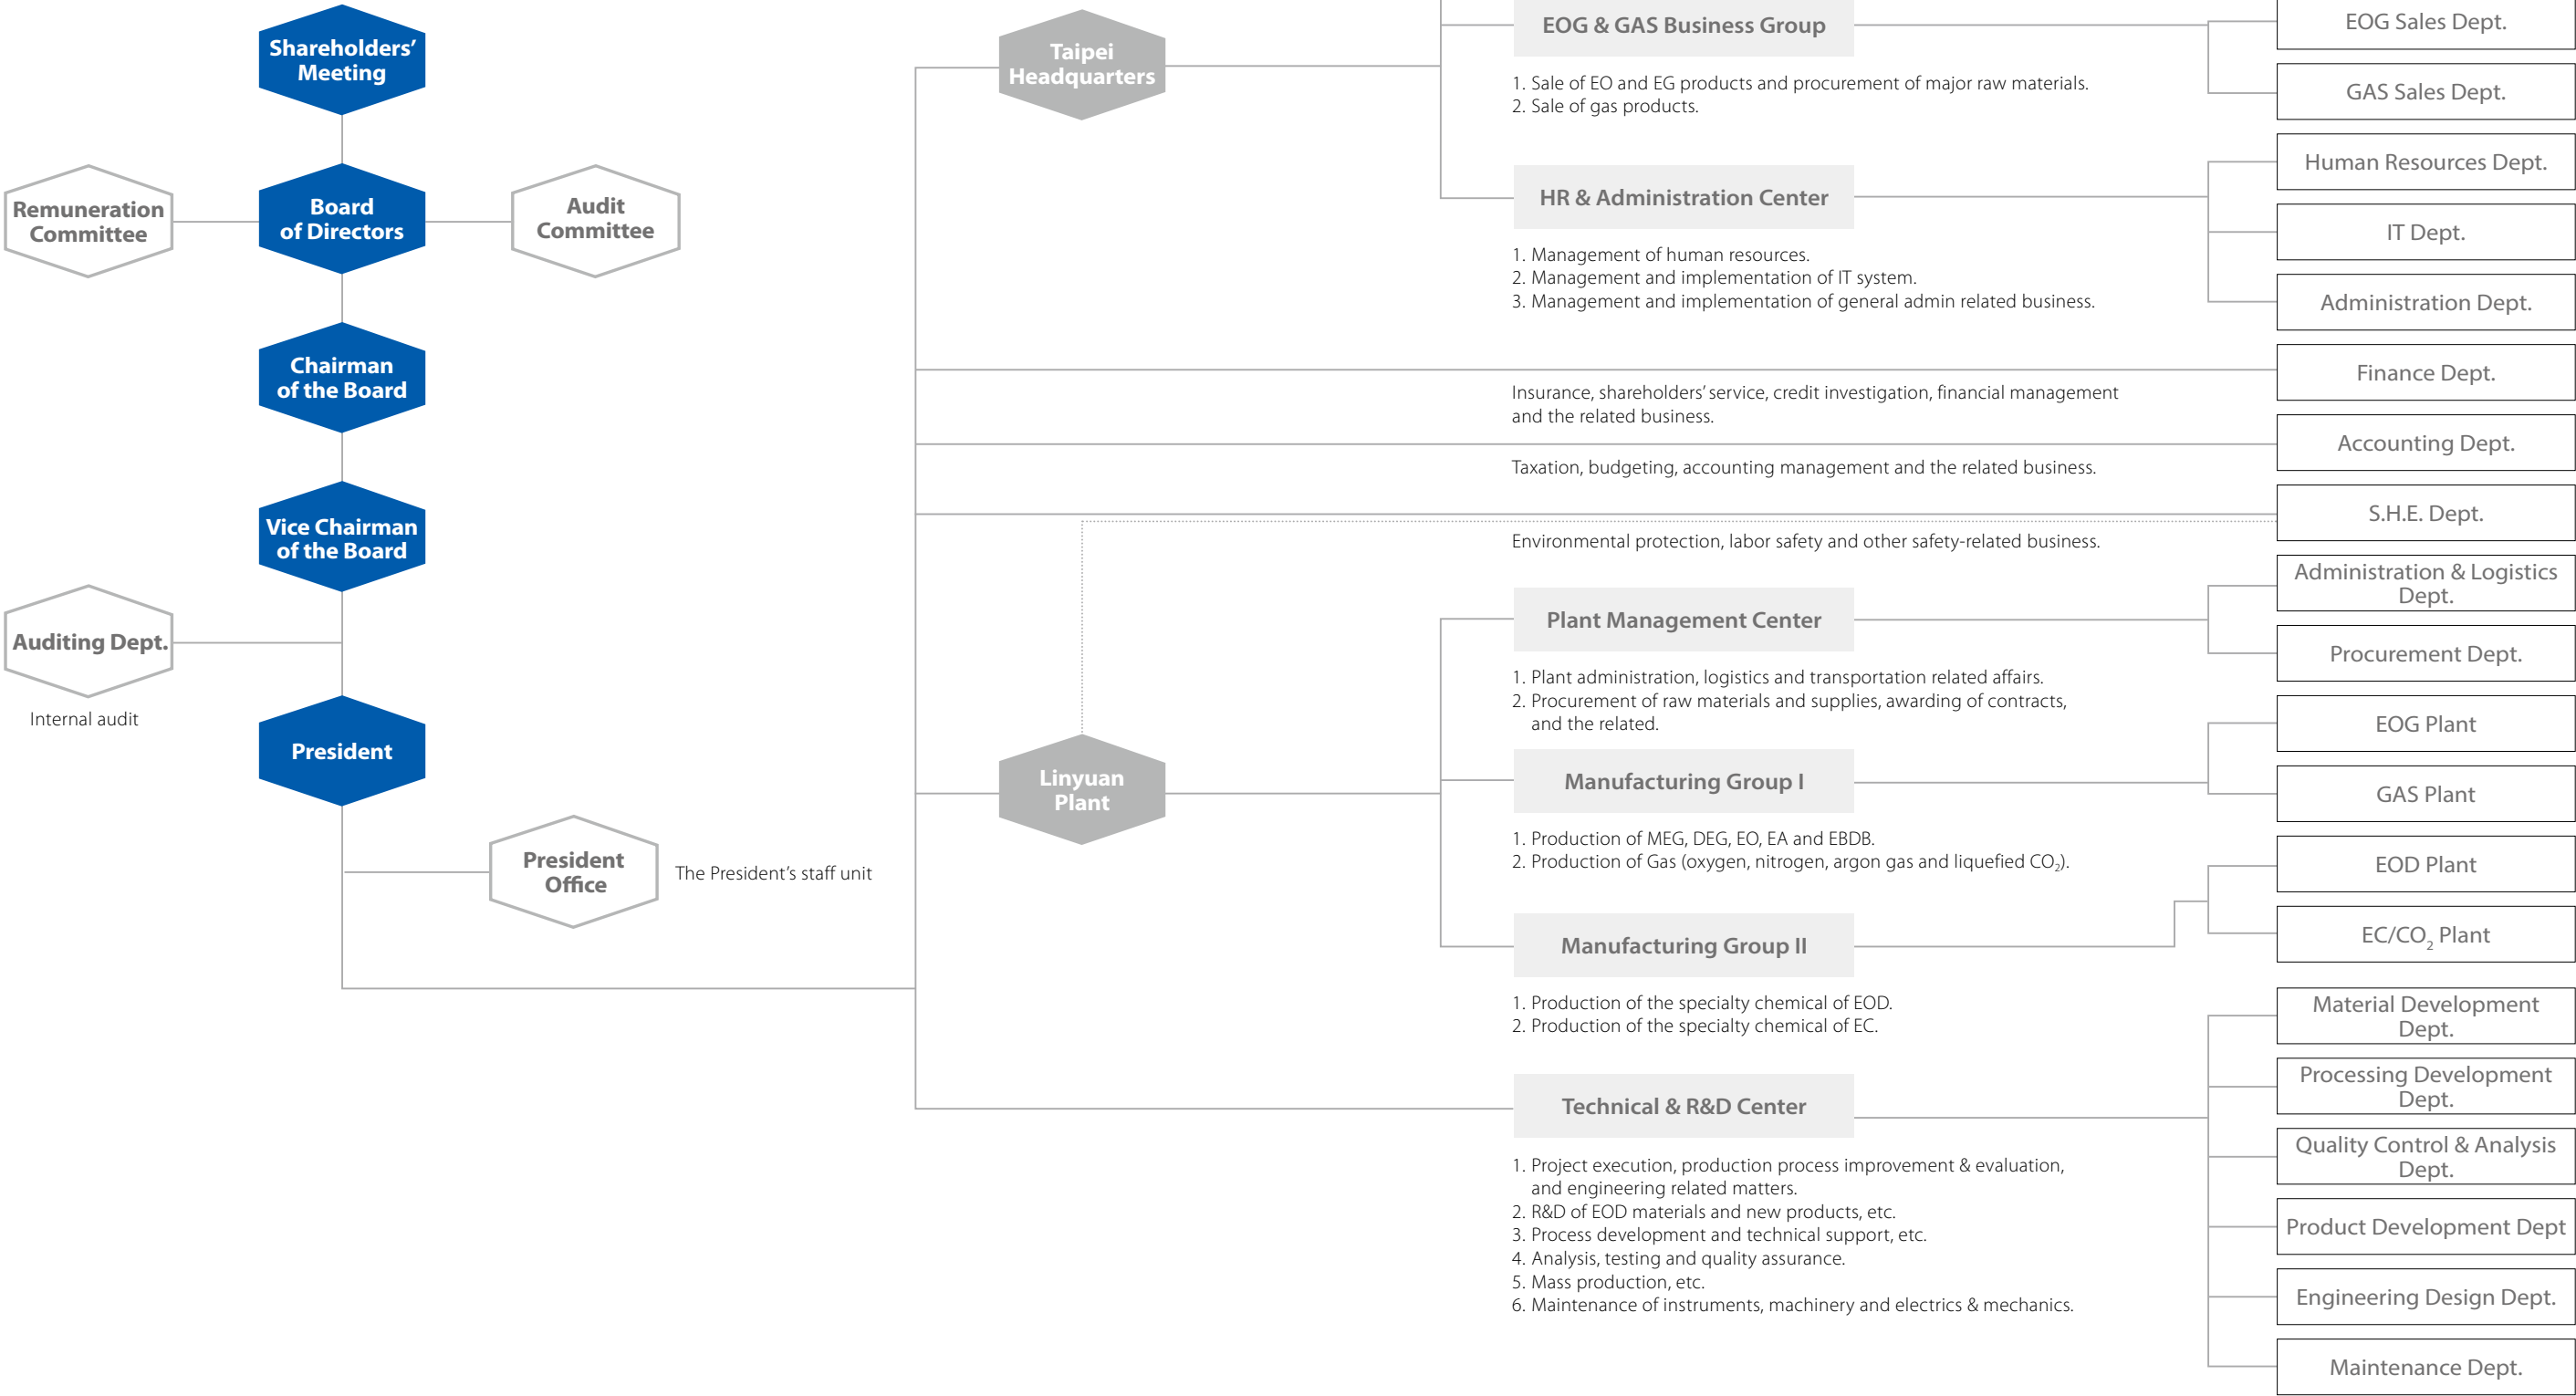 Shareholders’
Meeting
Remuneration
Committee
Board
of Directors
Audit
Committee
Chairman
of the Board
Vice Chairman
of the Board
Auditing Dept.
Internal audit
President
President
Office
The President’s staff unit
Taipei
Headquarters
EOG & GAS Business Group
1. Sale of EO and EG products and procurement of major raw materials.
2. Sale of gas products.
EOG Sales Dept.
GAS Sales Dept.
HR & Administration Center
1. Management of human resources.
2. Management and implementation of IT system.
3. Management and implementation of general admin related business.
Human Resources Dept.
IT Dept.
Administration Dept.
Finance Dept.
Insurance, shareholders’ service, credit investigation, financial management
and the related business.
Accounting Dept.
Taxation, budgeting, accounting management and the related business.
S.H.E. Dept.
Environmental protection, labor safety and other safety-related business.
Linyuan
Plant
Plant Management Center
1. Plant administration, logistics and transportation related affairs.
2. Procurement of raw materials and supplies, awarding of contracts,
and the related.
Administration & Logistics
Dept.
Procurement Dept.
Manufacturing Group I
1. Production of MEG, DEG, EO, EA and EBDB.
2. Production of Gas (oxygen, nitrogen, argon gas and liquefied CO₂).
EOG Plant
GAS Plant
Manufacturing Group II
1. Production of the specialty chemical of EOD.
2. Production of the specialty chemical of EC.
EOD Plant
EC/CO₂ Plant
Technical & R&D Center
1. Project execution, production process improvement & evaluation,
and engineering related matters.
2. R&D of EOD materials and new products, etc.
3. Process development and technical support, etc.
4. Analysis, testing and quality assurance.
5. Mass production, etc.
6. Maintenance of instruments, machinery and electrics & mechanics.
Material Development
Dept.
Processing Development
Dept.
Quality Control & Analysis
Dept.
Product Development Dept
Engineering Design Dept.
Maintenance Dept.